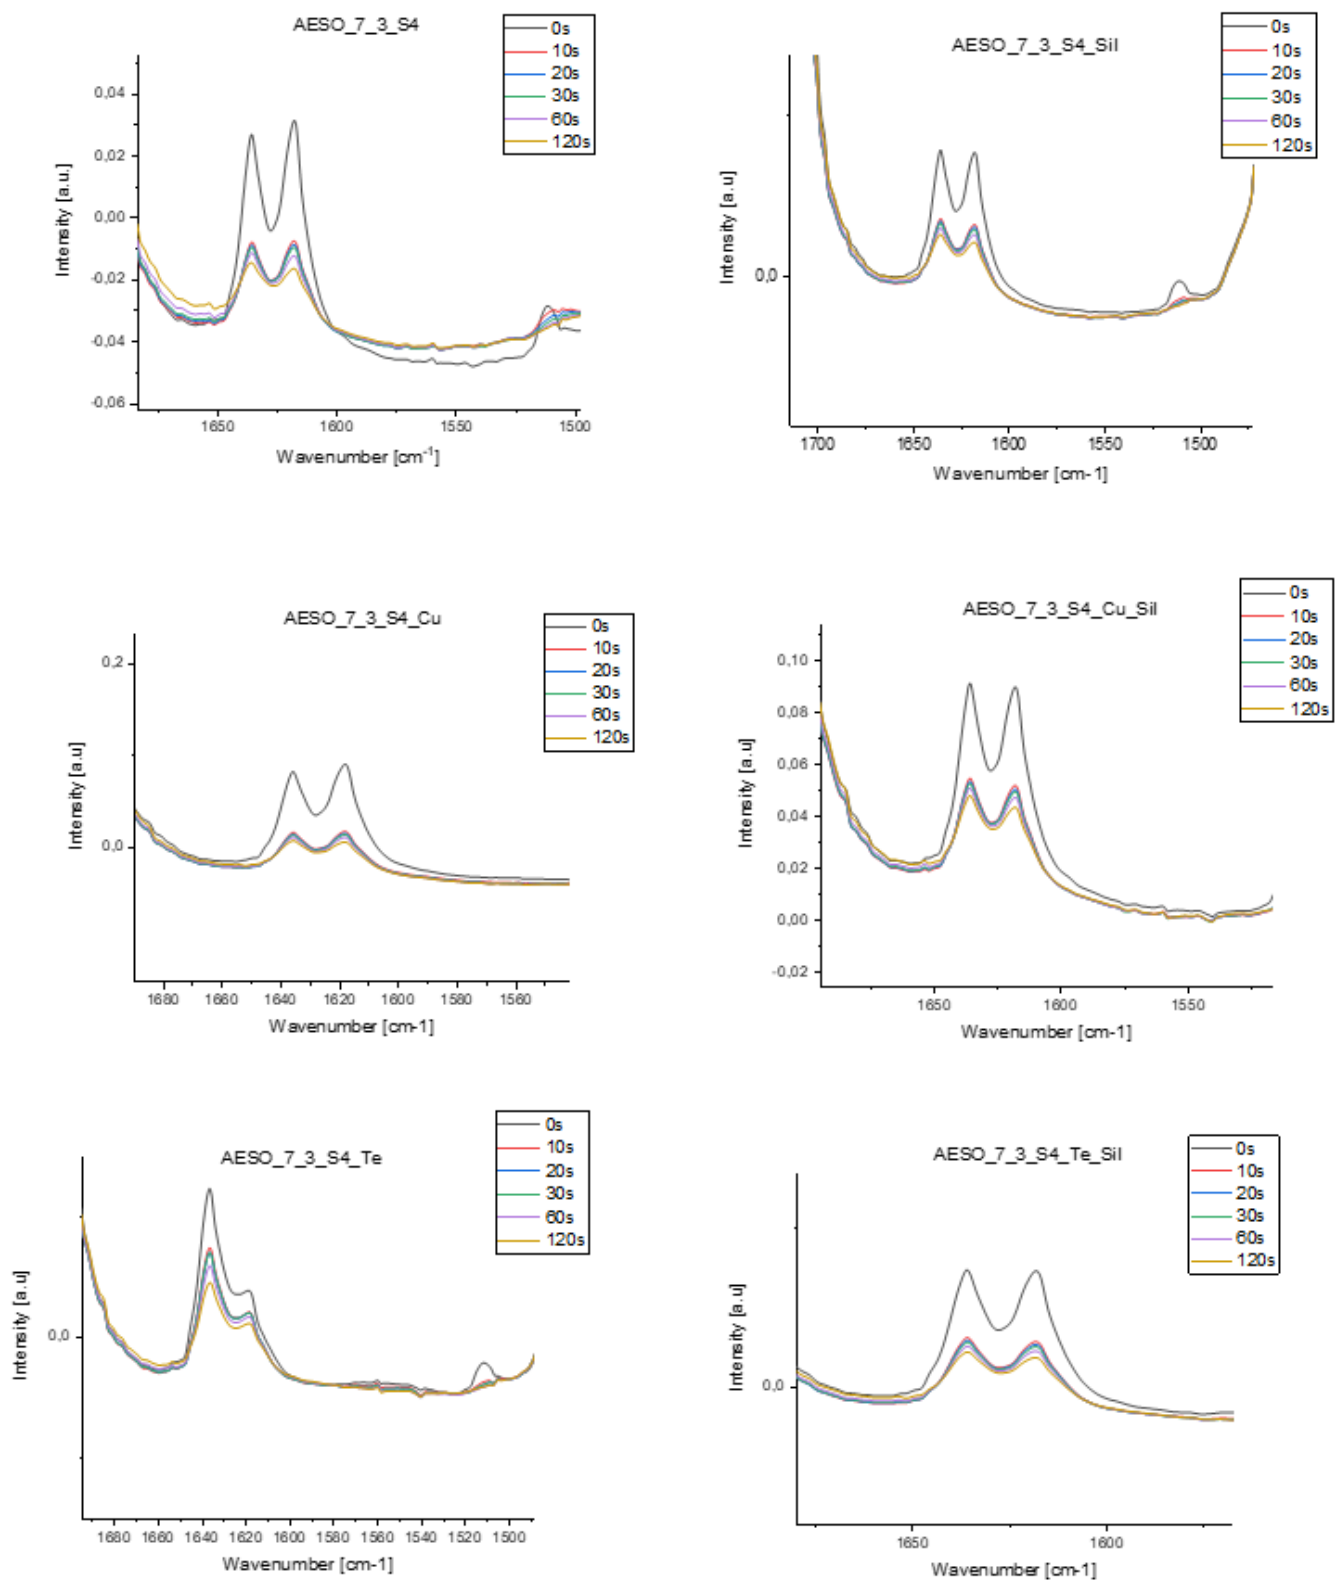 AESO_7_3_S4
0s
10s
20s
30s
60s
120s
0,04
0,02
0,00
-0,02
-0,04
-0,06
Intensity [a.u.]
1650 1600 1550 1500
Wavenumber [cm-1]
AESO_7_3_S4_Sil
0s
10s
20s
30s
60s
120s
0,0
Intensity [a.u]
1700 1650 1600 1550 1500
Wavenumber [cm-1]
AESO_7_3_S4_Cu
0s
10s
20s
30s
60s
120s
0,2
0,1
0,0
Intensity [a.u]
1680 1660 1640 1620 1600 1580 1560
Wavenumber [cm-1]
AESO_7_3_S4_Cu_Sil
0s
10s
20s
30s
60s
120s
0,10
0,08
0,06
0,04
0,02
0,00
-0,02
Intensity [a.u]
1650 1600 1550
Wavenumber [cm-1]
AESO_7_3_S4_Te
0s
10s
20s
30s
60s
120s
0,0
Intensity [a.u]
1680 1660 1640 1620 1600 1580 1560 1540 1520 1500
Wavenumber [cm-1]
AESO_7_3_S4_Te_Sil
0s
10s
20s
30s
60s
120s
0,0
Intensity [a.u]
1650 1600
Wavenumber [cm-1]